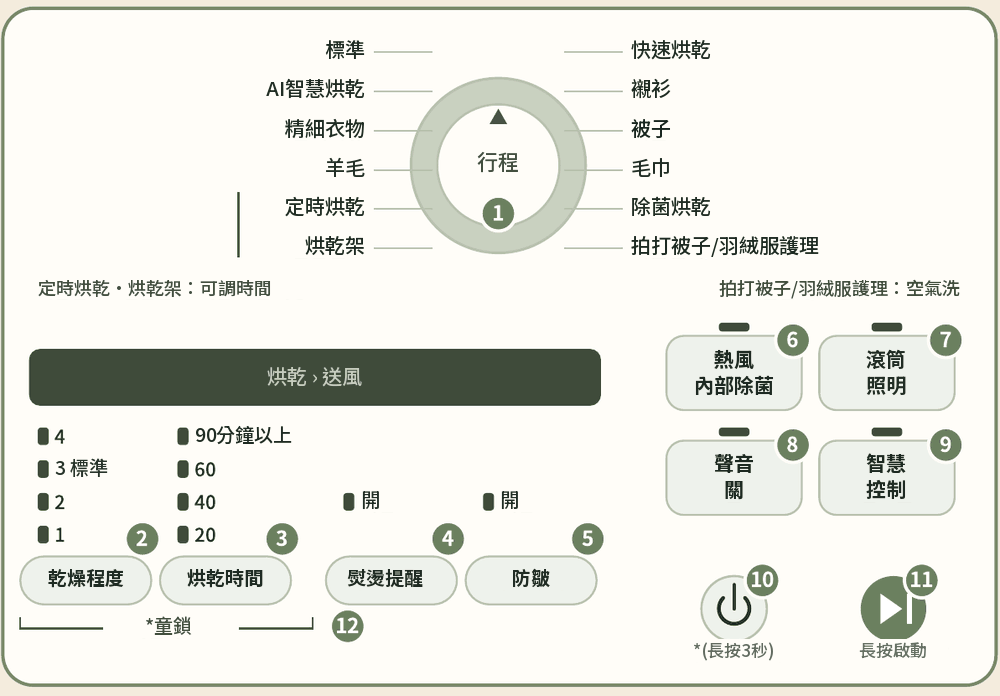 標準
AI智慧烘乾
精細衣物
羊毛
定時烘乾
烘乾架
行程
1
快速烘乾
襯衫
被子
毛巾
除菌烘乾
拍打被子/羽絨服護理
定時烘乾・烘乾架：可調時間
拍打被子/羽絨服護理：空氣洗
烘乾 › 送風
4
3 標準
2
1
2
乾燥程度
90分鐘以上
60
40
20
3
烘乾時間
開
4
熨燙提醒
開
5
防皺
*童鎖
12
6
熱風
內部除菌
7
滾筒
照明
8
聲音
關
9
智慧
控制
10
*(長按3秒)
11
長按啟動